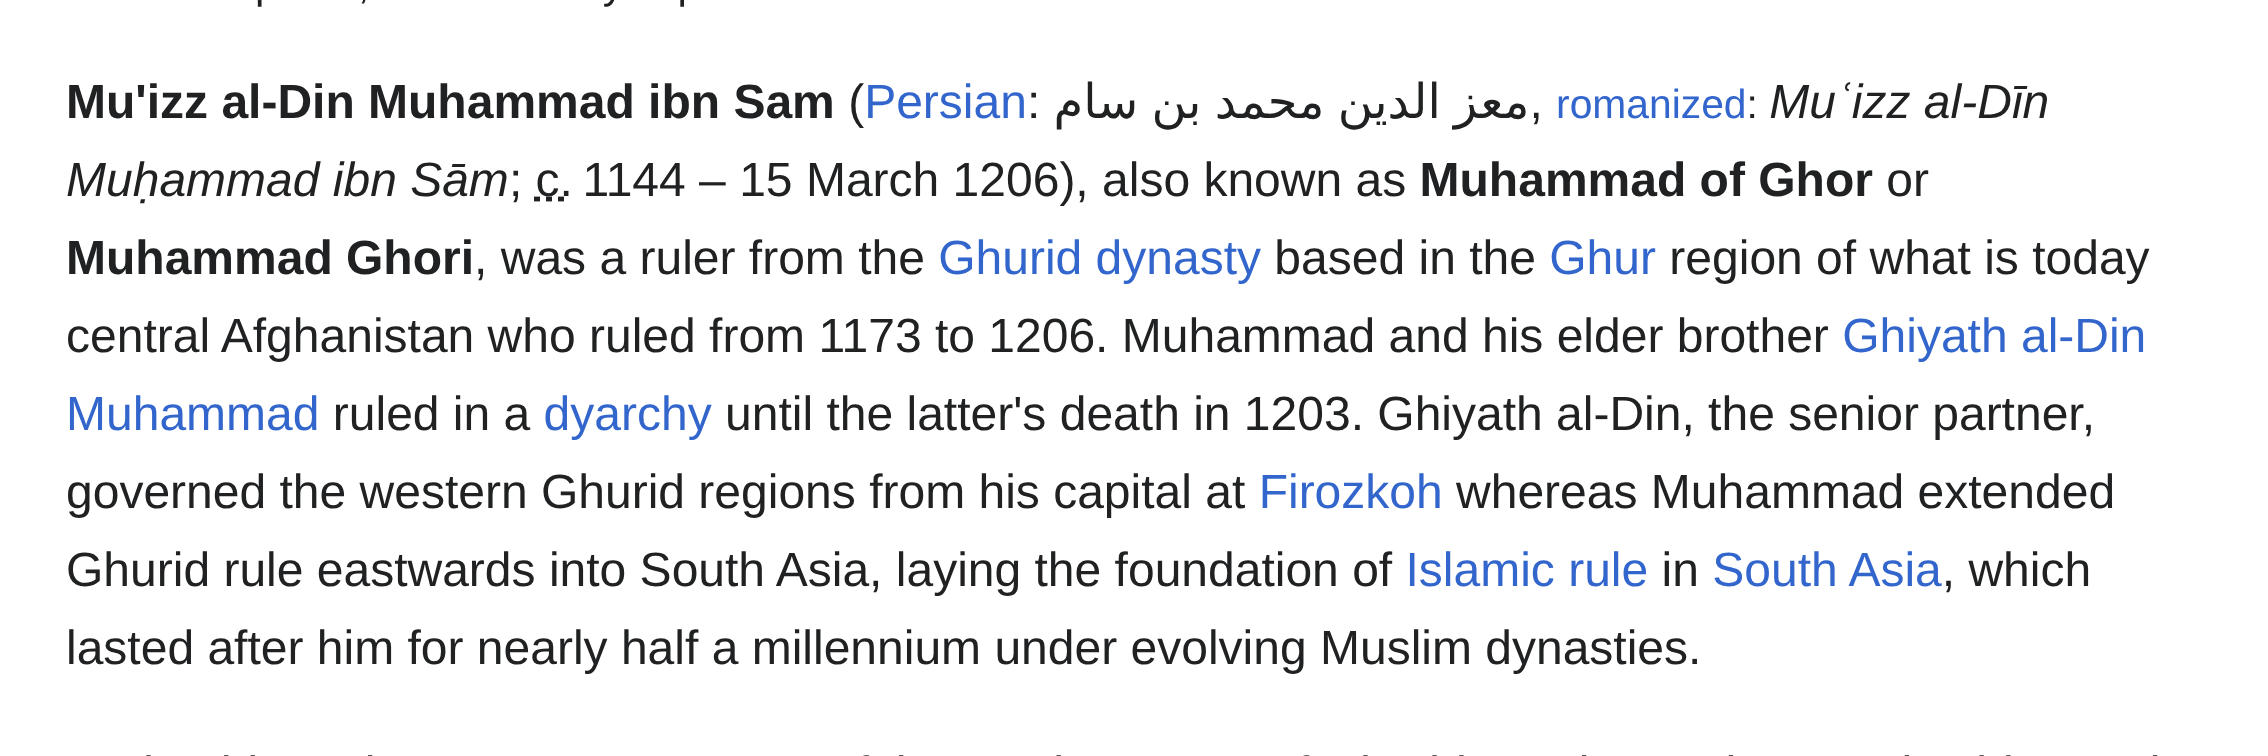 Mu'izz al-Din Muhammad ibn Sam (Persian: معز الدین محمد بن سام, romanized: Muʿizz al-Dīn
Muḥammad ibn Sām; c. 1144 – 15 March 1206), also known as Muhammad of Ghor or
Muhammad Ghori, was a ruler from the Ghurid dynasty based in the Ghur region of what is today
central Afghanistan who ruled from 1173 to 1206. Muhammad and his elder brother Ghiyath al-Din
Muhammad ruled in a dyarchy until the latter's death in 1203. Ghiyath al-Din, the senior partner,
governed the western Ghurid regions from his capital at Firozkoh whereas Muhammad extended
Ghurid rule eastwards into South Asia, laying the foundation of Islamic rule in South Asia, which
lasted after him for nearly half a millennium under evolving Muslim dynasties.